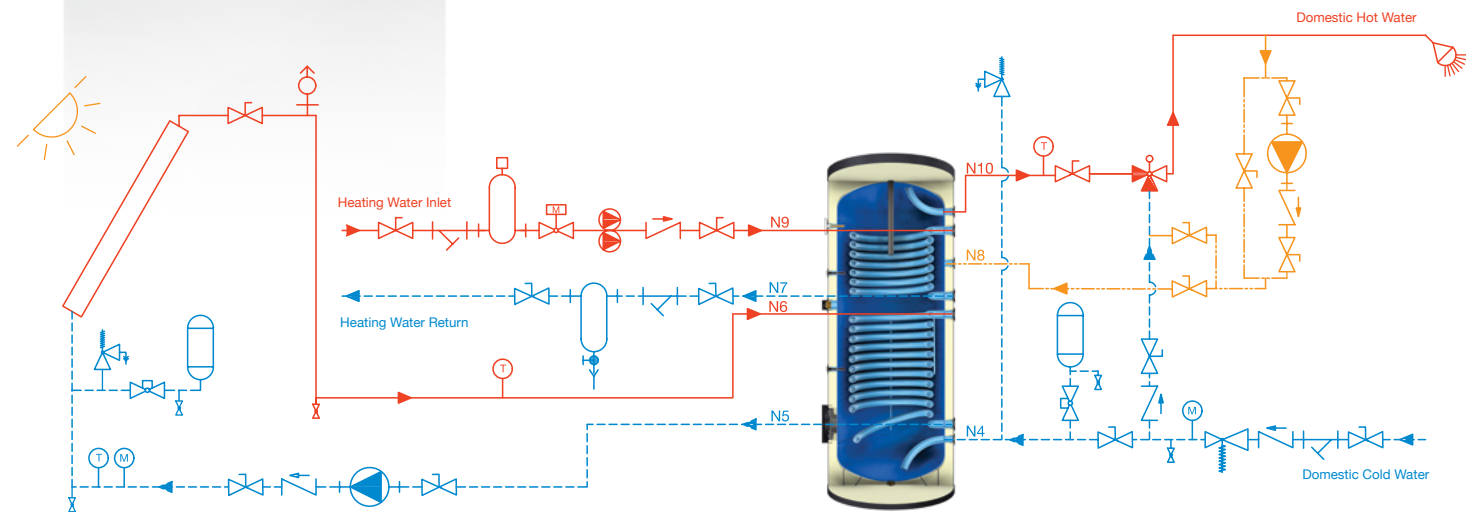 Domestic Hot Water
T
N10
Heating Water Inlet
M
N9
N8
N7
N6
Heating Water Return
T
N5
N4
M
T
M
Domestic Cold Water